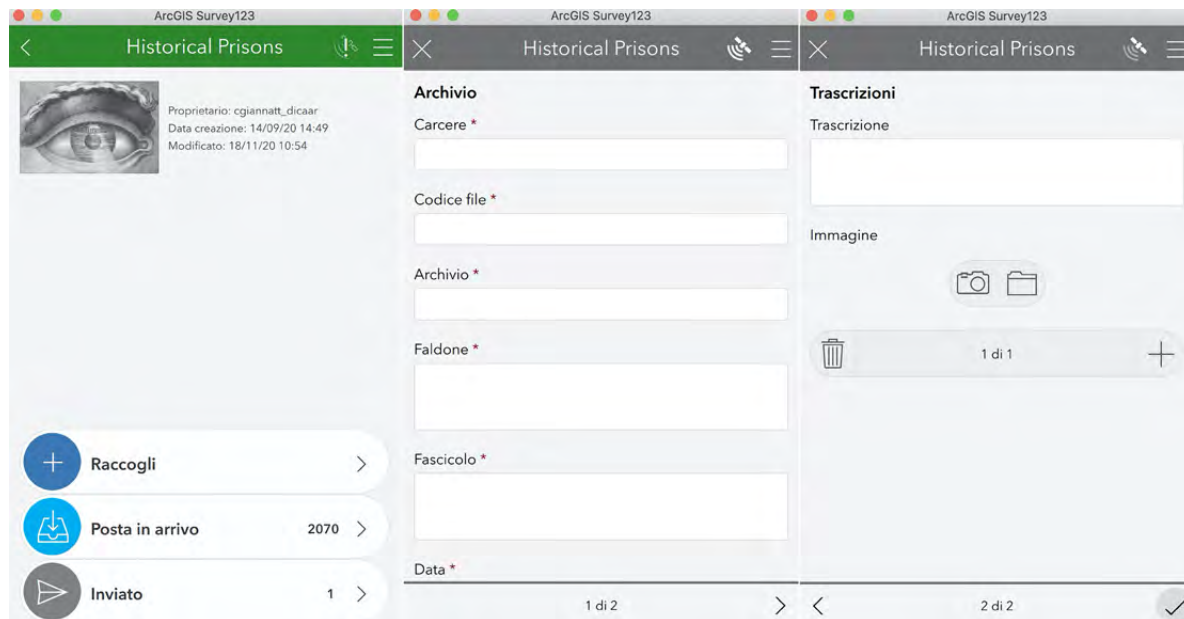 ArcGIS Survey123
Historical Prisons
Proprietario: cgiannatt_dicaar
Data creazione: 14/09/20 14:49
Modificato: 18/11/20 10:54
Raccogli
Posta in arrivo 2070
Inviato 1
ArcGIS Survey123
Historical Prisons
Archivio
Carcere *
Codice file *
Archivio *
Faldone *
Fascicolo *
Data *
1 di 2
ArcGIS Survey123
Historical Prisons
Trascrizioni
Trascrizione
Immagine
1 di 1
2 di 2